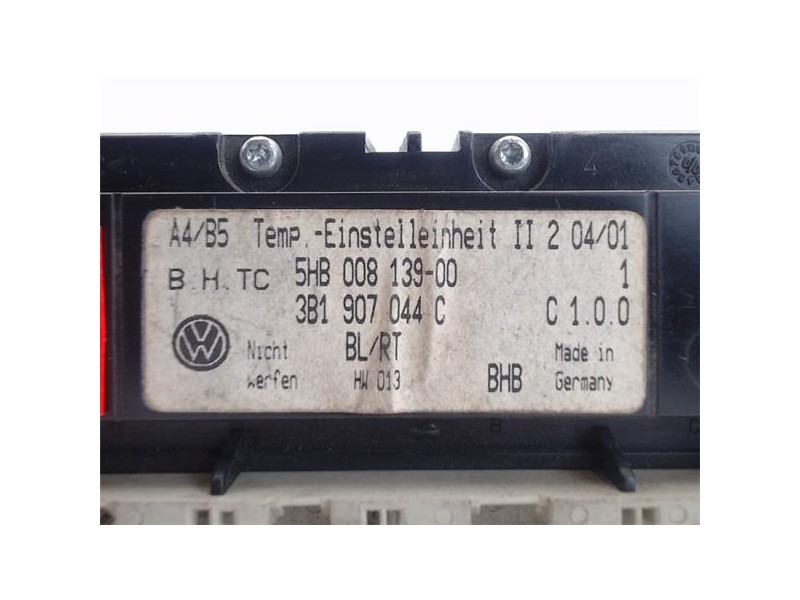 4
A4/B5 Temp.-Einstelleinheit II 2 04/01
B.H.TC 5HB 008 139-00 1
3B1 907 044 C C 1.0.0
Nicht BL/RT Made in
werfen HW 013 BHB Germany
B C